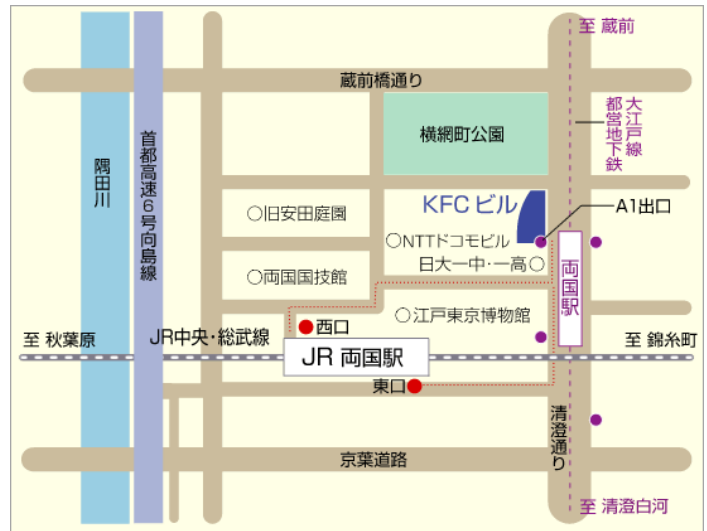 至 蔵前
蔵前橋通り
大江戸線
都営地下鉄
横網町公園
隅田川
首都高速6号向島線
KFC ビル
A1出口
○旧安田庭園
○NTTドコモビル
日大一中・一高○
○両国国技館
両国駅
○江戸東京博物館
西口
至 秋葉原
JR中央・総武線
至 錦糸町
JR 両国駅
東口
清澄通り
京葉道路
至 清澄白河